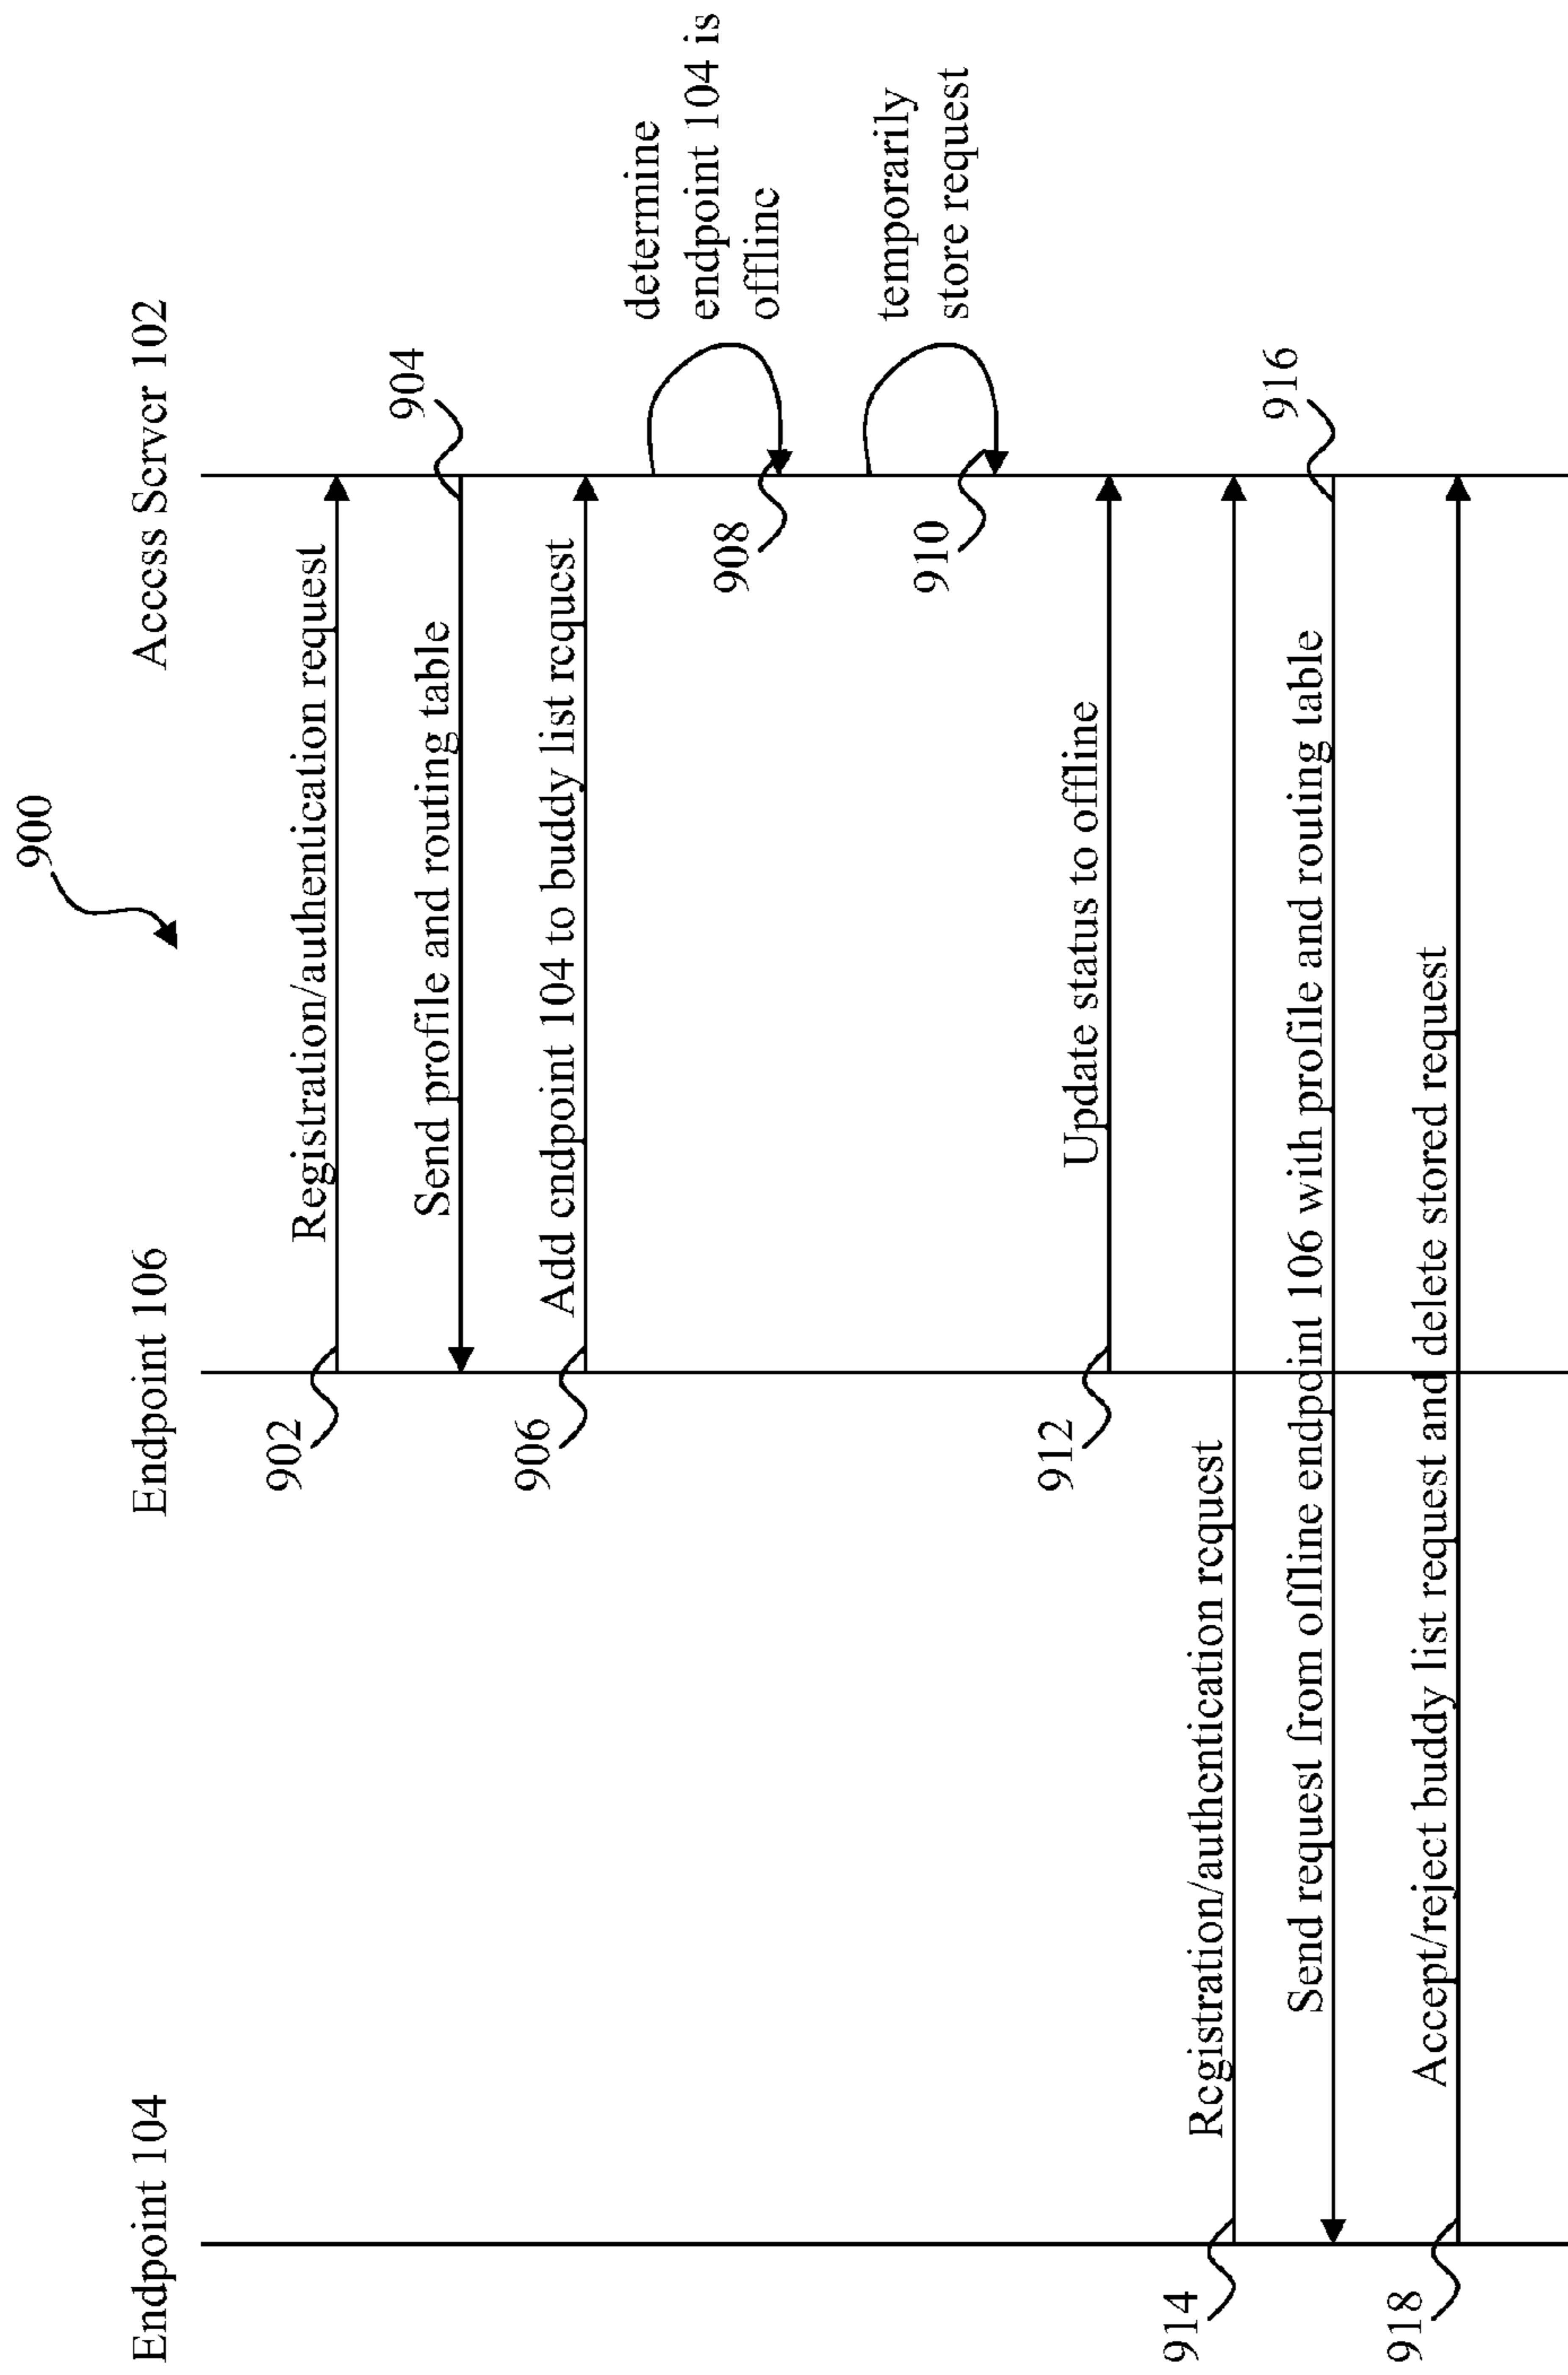 900
Endpoint 104
Endpoint 106
Access Server 102
Registration/authentication request
902
Send profile and routing table
904
Add endpoint 104 to buddy list request
906
determine
endpoint 104 is
offline
908
temporarily
store request
910
Update status to offline
912
Registration/authentication request
914
Send request from offline endpoint 106 with profile and routing table
916
Accept/reject buddy list request and delete stored request
918